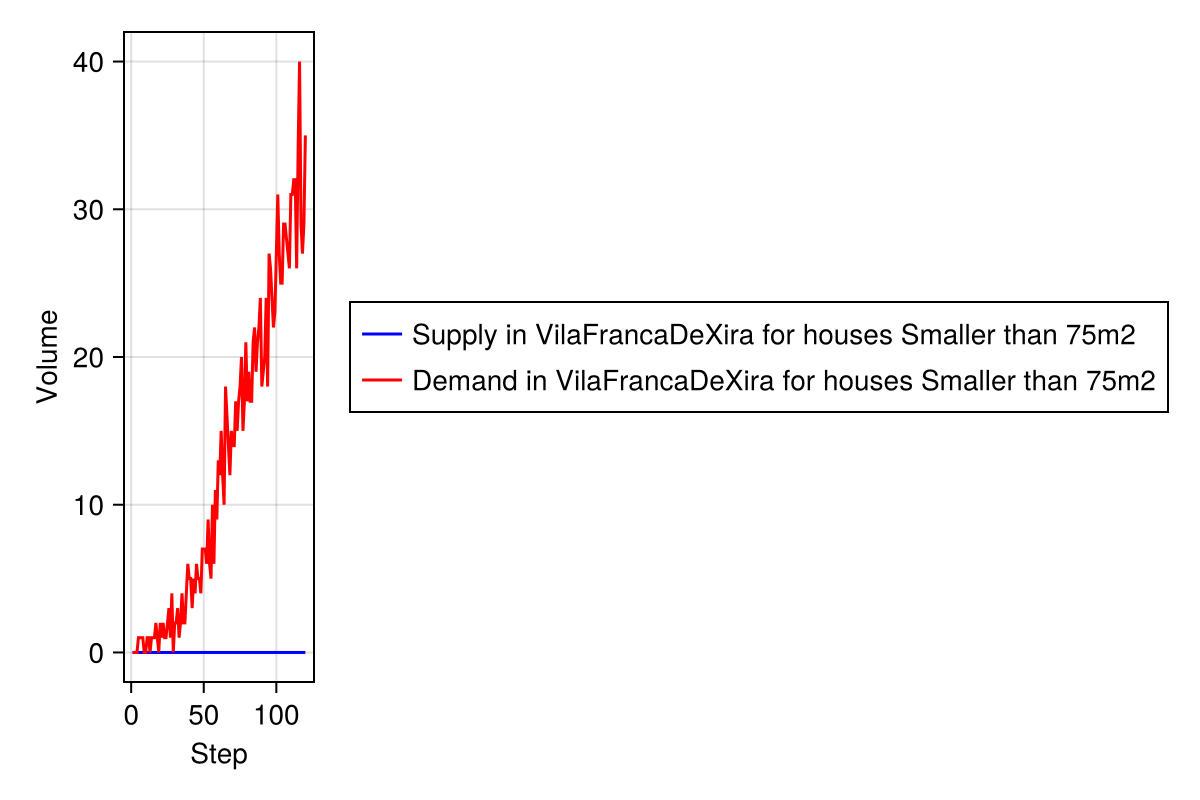 40
30
20
10
0
Volume
0 50 100
Step
Supply in VilaFrancaDeXira for houses Smaller than 75m2
Demand in VilaFrancaDeXira for houses Smaller than 75m2